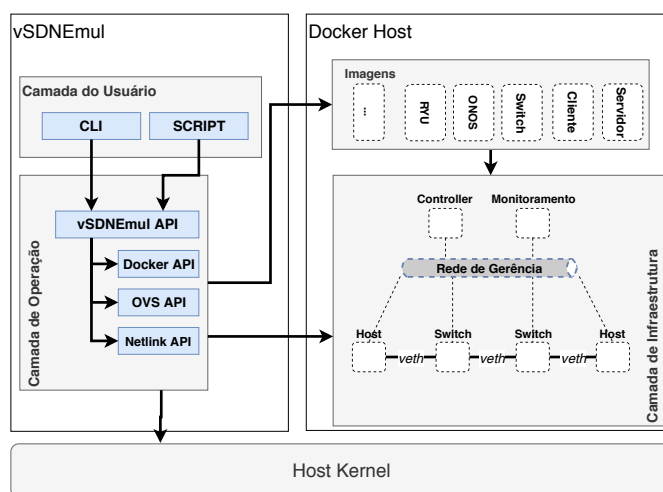 vSDNEmul
Camada do Usuário
CLI
SCRIPT
Camada de Operação
vSDNEmul API
Docker API
OVS API
Netlink API
Docker Host
Imagens
...
RYU
ONOS
Switch
Cliente
Servidor
Controller
Monitoramento
Rede de Gerência
Host
Switch
Switch
Host
veth
veth
veth
Camada de Infraestrutura
Host Kernel